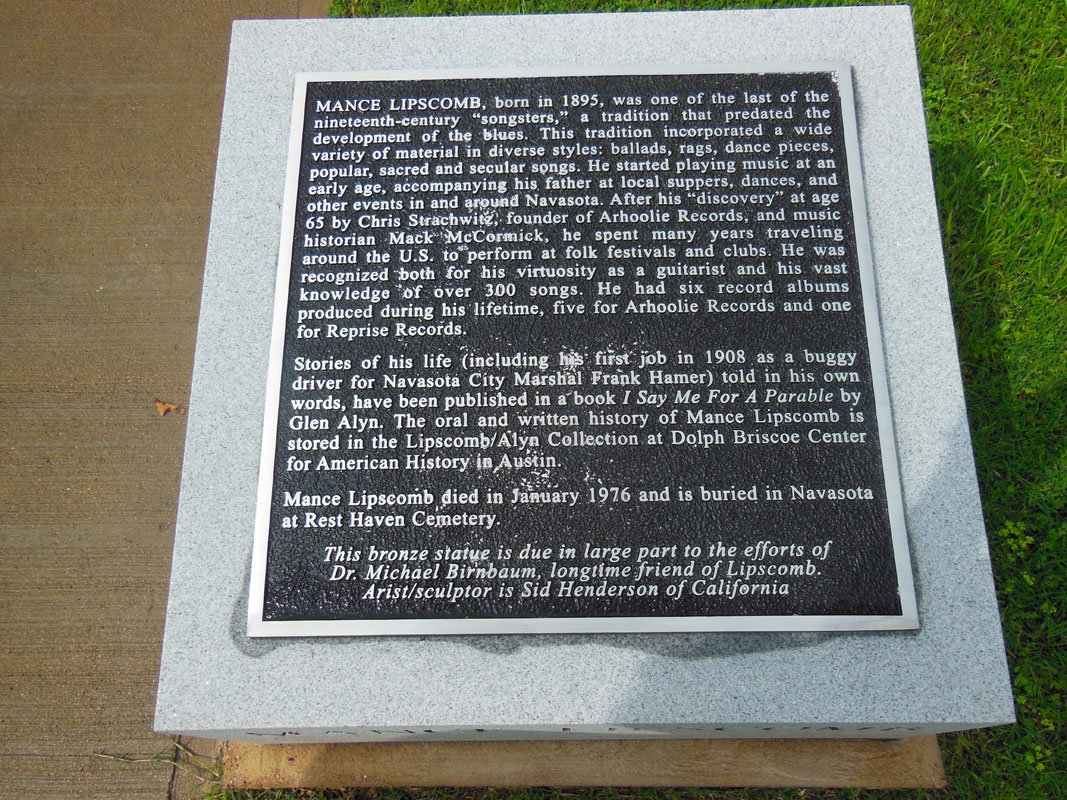 MANCE LIPSCOMB, born in 1895, was one of the last of the
nineteenth-century "songsters," a tradition that predated the
development of the blues. This tradition incorporated a wide
variety of material in diverse styles: ballads, rags, dance pieces,
popular, sacred and secular songs. He started playing music at an
early age, accompanying his father at local suppers, dances, and
other events in and around Navasota. After his "discovery" at age
65 by Chris Strachwitz, founder of Arhoolie Records, and music
historian Mack McCormick, he spent many years traveling
around the U.S. to perform at folk festivals and clubs. He was
recognized both for his virtuosity as a guitarist and his vast
knowledge of over 300 songs. He had six record albums
produced during his lifetime, five for Arhoolie Records and one
for Reprise Records.
Stories of his life (including his first job in 1908 as a buggy
driver for Navasota City Marshal Frank Hamer) told in his own
words, have been published in a book I Say Me For A Parable by
Glen Alyn. The oral and written history of Mance Lipscomb is
stored in the Lipscomb/Alyn Collection at Dolph Briscoe Center
for American History in Austin.
Mance Lipscomb died in January 1976 and is buried in Navasota
at Rest Haven Cemetery.
This bronze statue is due in large part to the efforts of
Dr. Michael Birnbaum, longtime friend of Lipscomb.
Arist/sculptor is Sid Henderson of California